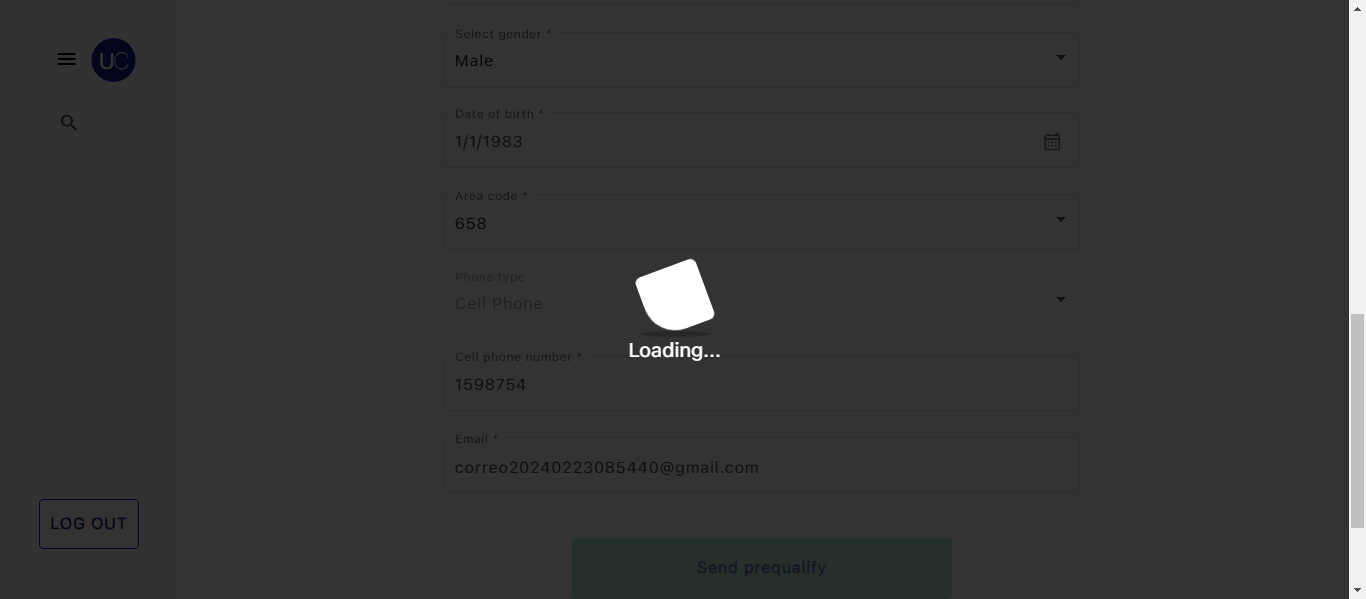 UC
Select gender *
Male
Date of birth *
1/1/1983
Area code *
658
Phone type
Cell Phone
Loading...
Cell phone number *
1598754
Email *
correo20240223085440@gmail.com
LOG OUT
Send prequalify